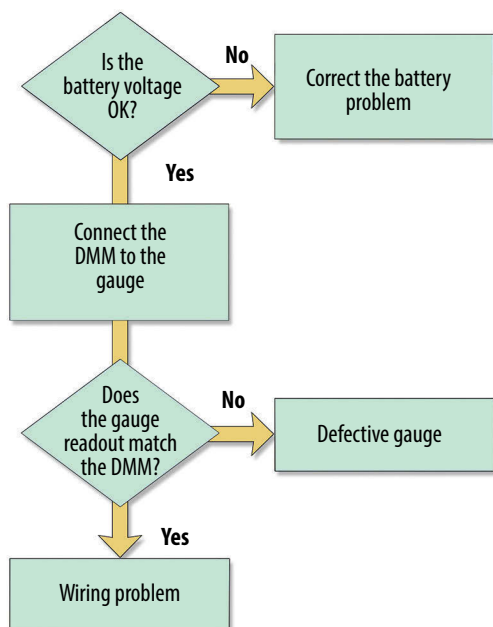 Is the
battery voltage
OK?
No
Correct the battery
problem
Yes
Connect the
DMM to the
gauge
Does
the gauge
readout match
the DMM?
No
Defective gauge
Yes
Wiring problem